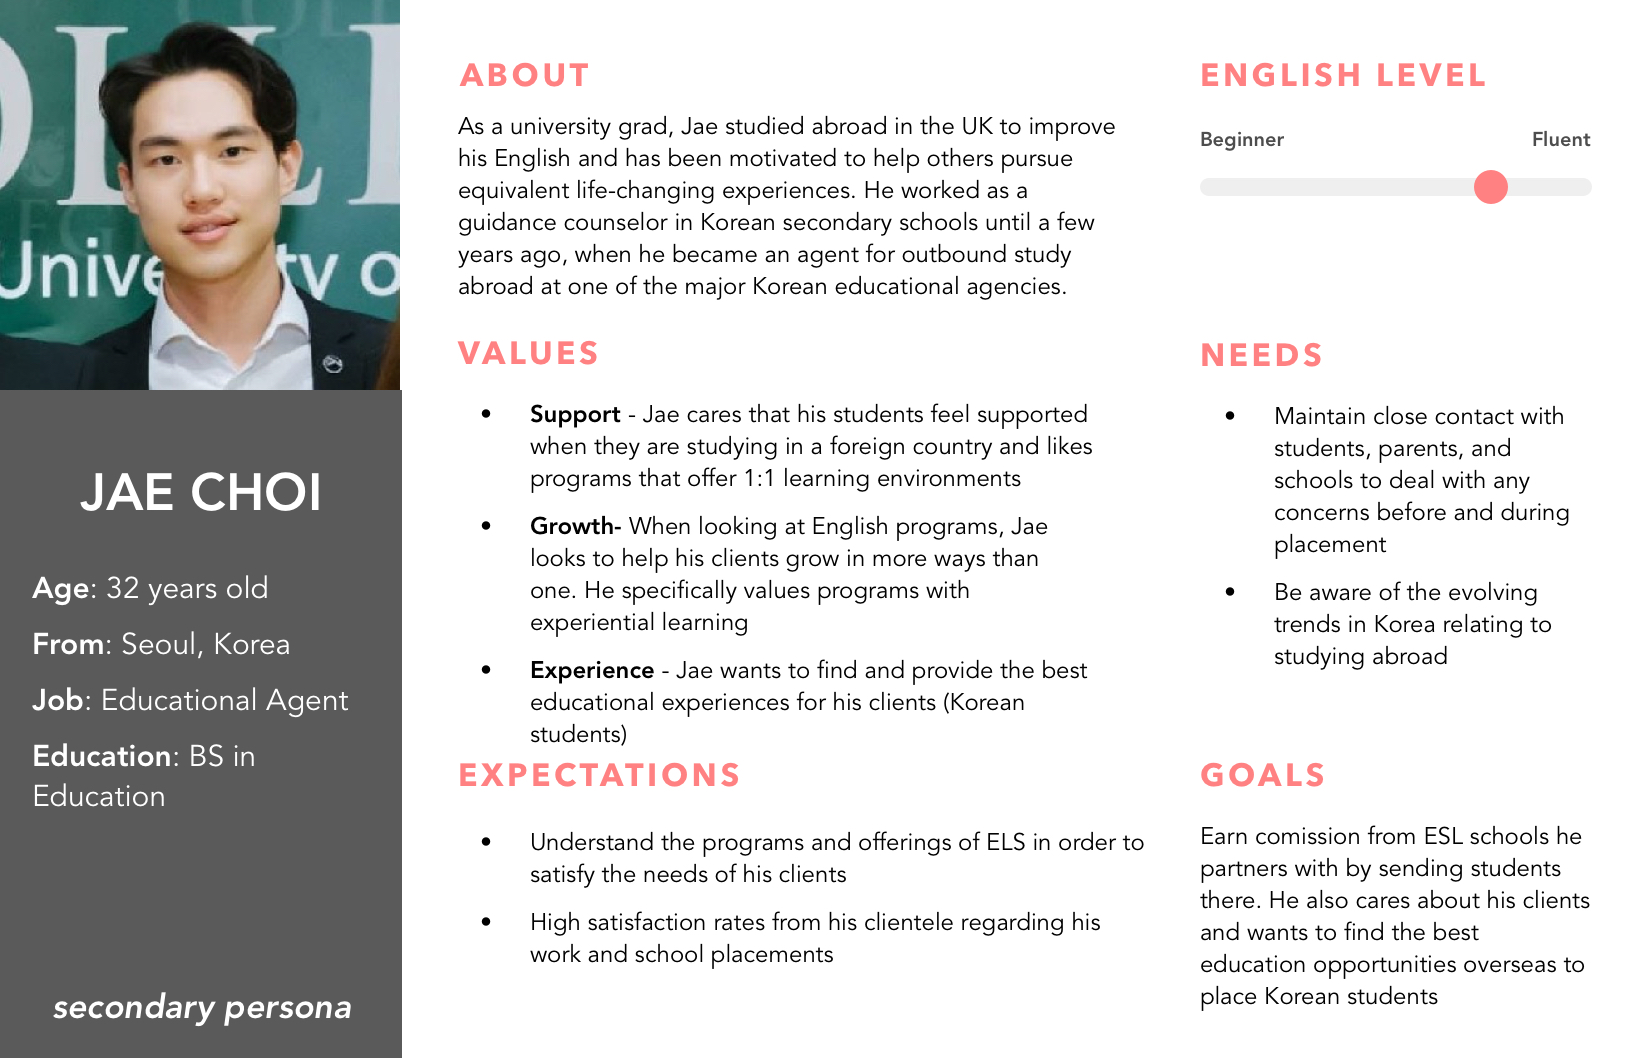 OLLE
Unive
ty o
JAE CHOI
Age: 32 years old
From: Seoul, Korea
Job: Educational Agent
Education: BS in
Education
secondary persona
ABOUT
As a university grad, Jae studied abroad in the UK to improve
his English and has been motivated to help others pursue
equivalent life-changing experiences. He worked as a
guidance counselor in Korean secondary schools until a few
years ago, when he became an agent for outbound study
abroad at one of the major Korean educational agencies.
VALUES
• Support - Jae cares that his students feel supported
when they are studying in a foreign country and likes
programs that offer 1:1 learning environments
• Growth- When looking at English programs, Jae
looks to help his clients grow in more ways than
one. He specifically values programs with
experiential learning
• Experience - Jae wants to find and provide the best
educational experiences for his clients (Korean
students)
EXPECTATIONS
• Understand the programs and offerings of ELS in order to
satisfy the needs of his clients
• High satisfaction rates from his clientele regarding his
work and school placements
ENGLISH LEVEL
Beginner Fluent
NEEDS
• Maintain close contact with
students, parents, and
schools to deal with any
concerns before and during
placement
• Be aware of the evolving
trends in Korea relating to
studying abroad
GOALS
Earn comission from ESL schools he
partners with by sending students
there. He also cares about his clients
and wants to find the best
education opportunities overseas to
place Korean students